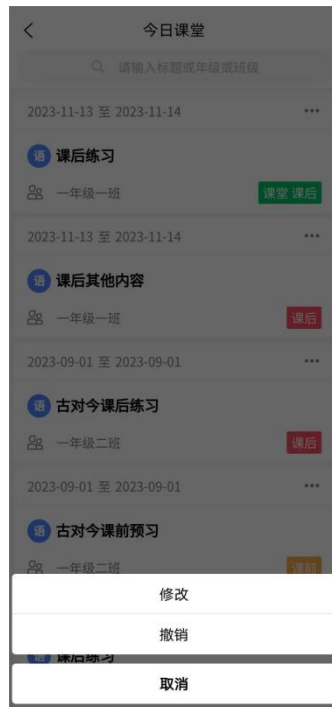 今日课堂
请输入标题或年级或班级
2023-11-13 至 2023-11-14
语 课后练习
一年级一班 课堂 课后
2023-11-13 至 2023-11-14
语 课后其他内容
一年级一班 课后
2023-09-01 至 2023-09-01
语 古对今课后练习
一年级二班 课后
2023-09-01 至 2023-09-01
语 古对今课前预习
一年级二班 课前
修改
撤销
语 课后练习
取消